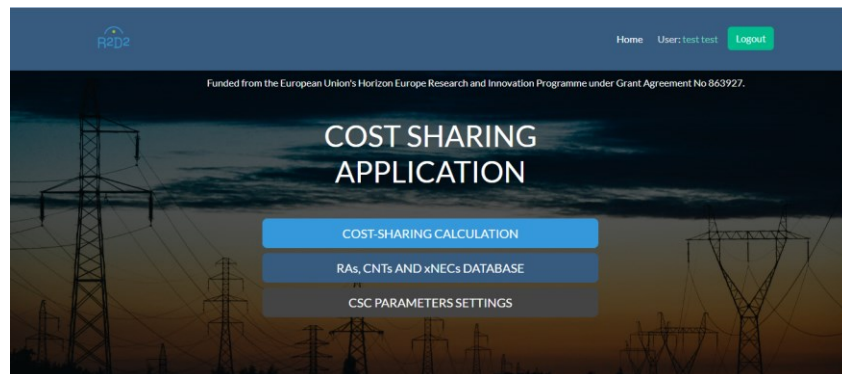 R2D2
Home User: test test Logout
Funded from the European Union's Horizon Europe Research and Innovation Programme under Grant Agreement No 863927.
COST SHARING
APPLICATION
COST-SHARING CALCULATION
RAs, CNTs AND xNECs DATABASE
CSC PARAMETERS SETTINGS